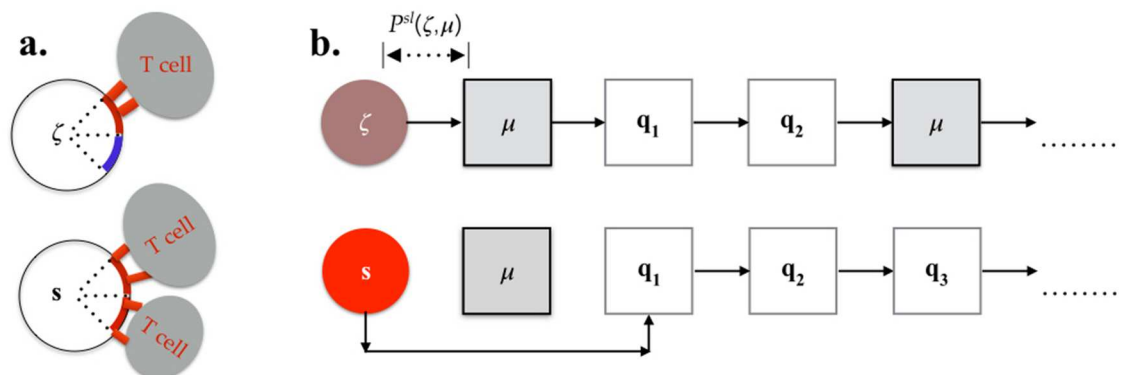 a.
T cell
ζ
T cell
s
T cell
b.
P^{sl}(ζ,μ)
ζ μ q₁ q₂ μ ........
s μ q₁ q₂ q₃ ........